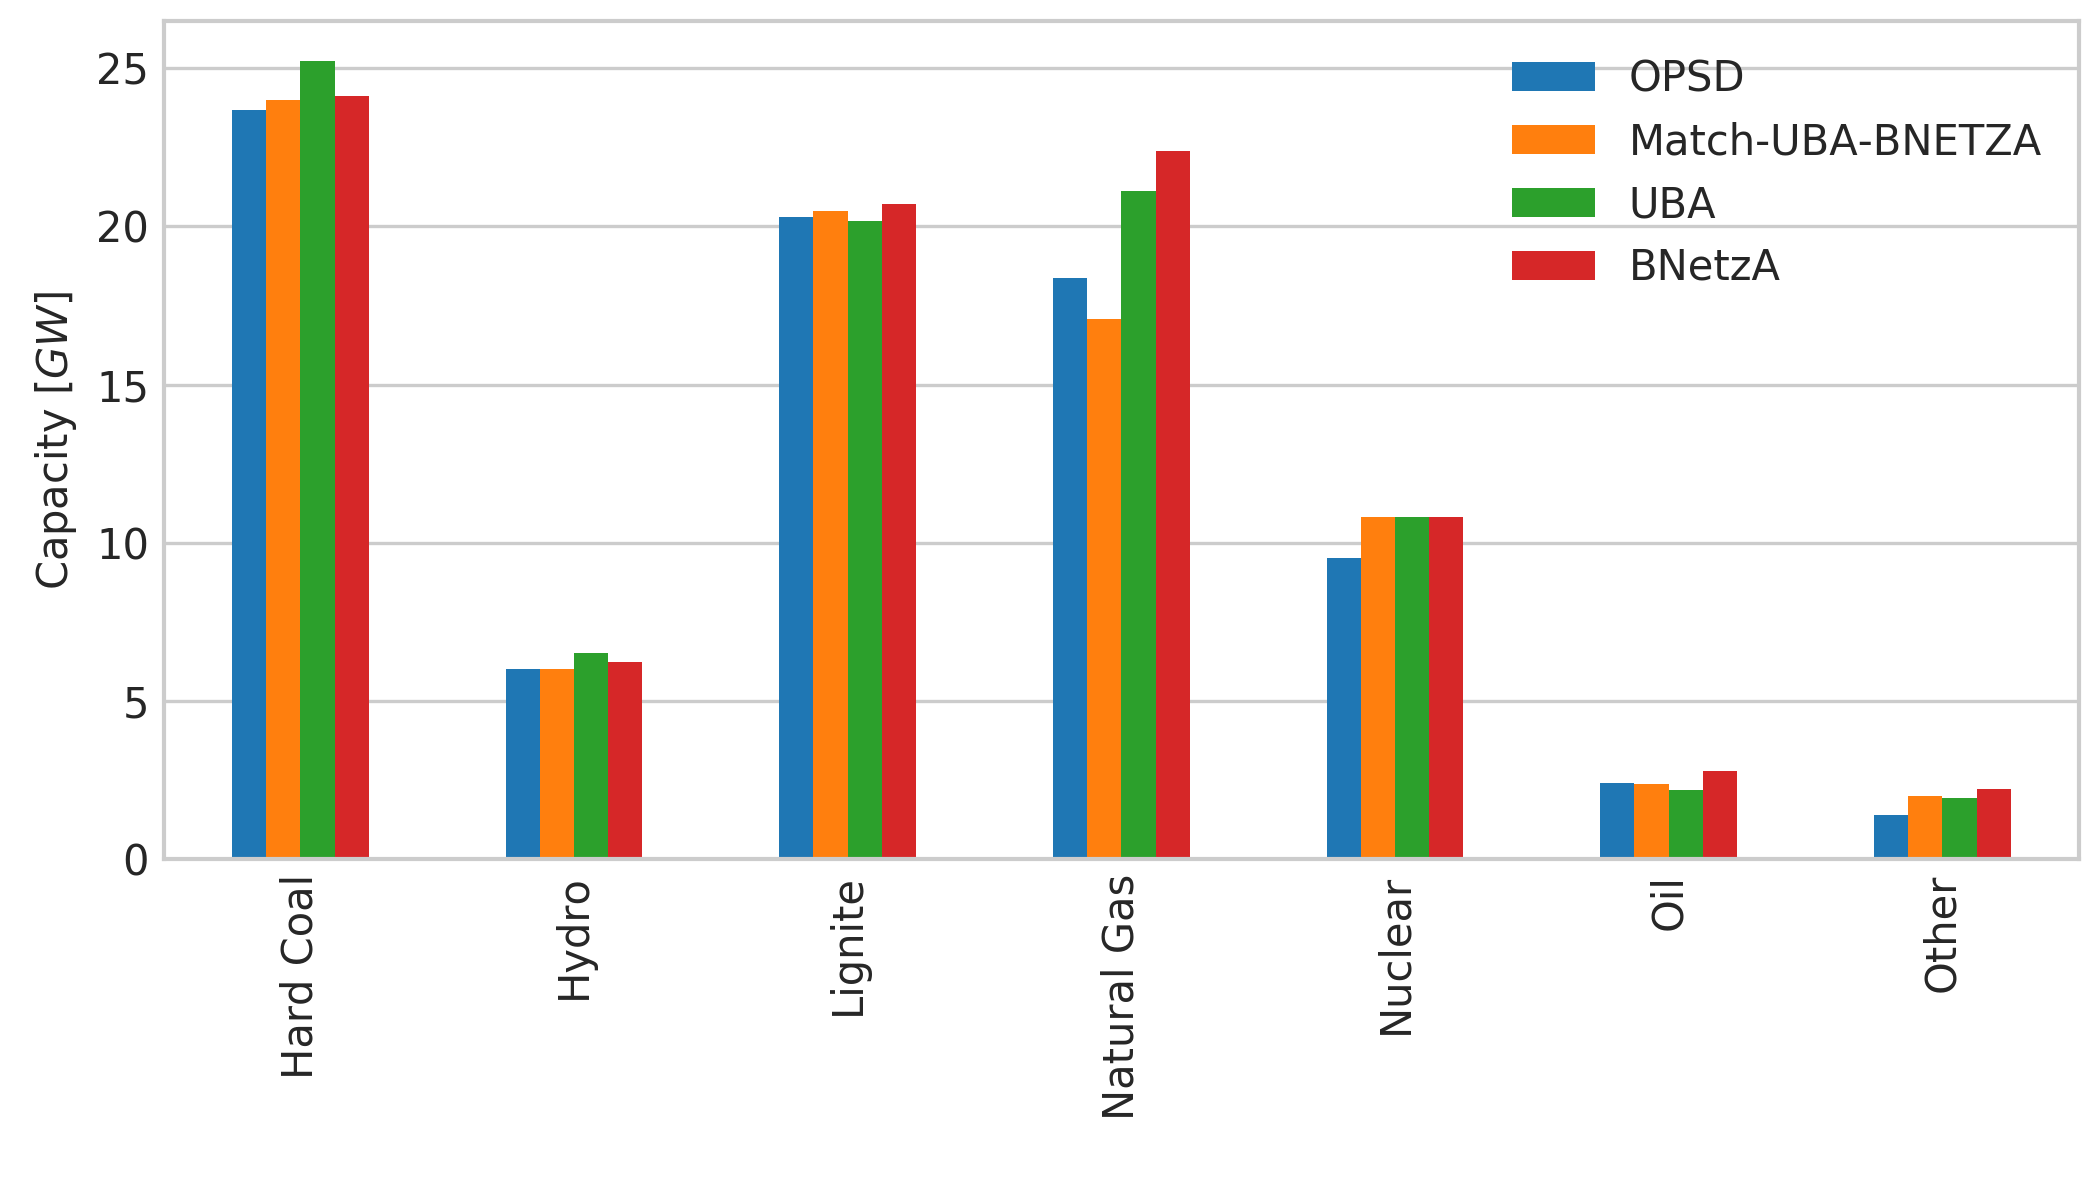 Capacity [GW]
25
20
15
10
5
0
OPSD
Match-UBA-BNETZA
UBA
BNetzA
Hard Coal
Hydro
Lignite
Natural Gas
Nuclear
Oil
Other